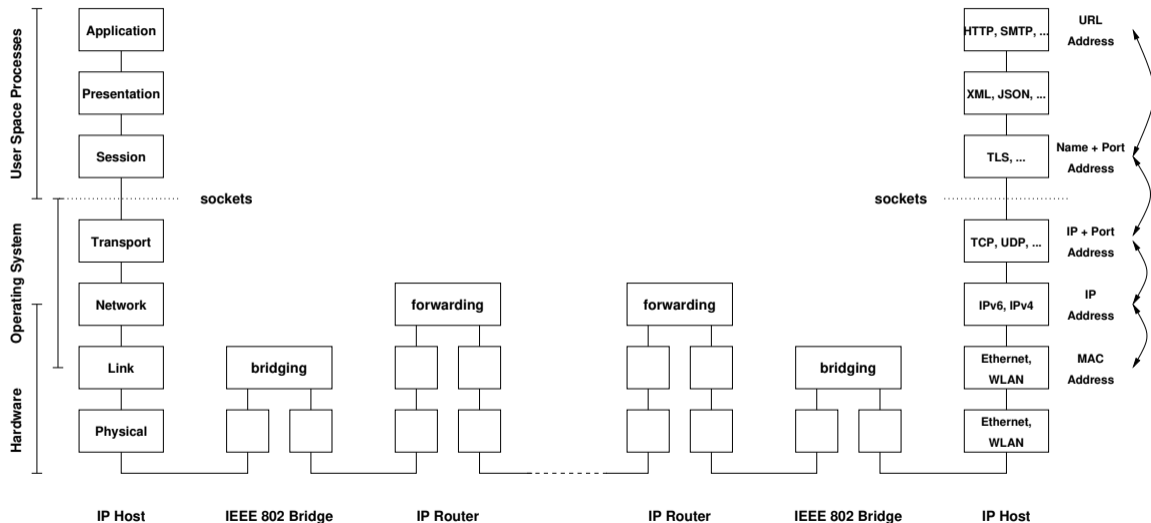 User Space Processes
Operating System
Hardware
Application
Presentation
Session
sockets
Transport
Network
Link
Physical
bridging
forwarding
forwarding
bridging
HTTP, SMTP, ...
XML, JSON, ...
TLS, ...
sockets
TCP, UDP, ...
IPv6, IPv4
Ethernet,
WLAN
Ethernet,
WLAN
URL
Address
Name + Port
Address
IP + Port
Address
IP
Address
MAC
Address
IP Host
IEEE 802 Bridge
IP Router
IP Router
IEEE 802 Bridge
IP Host